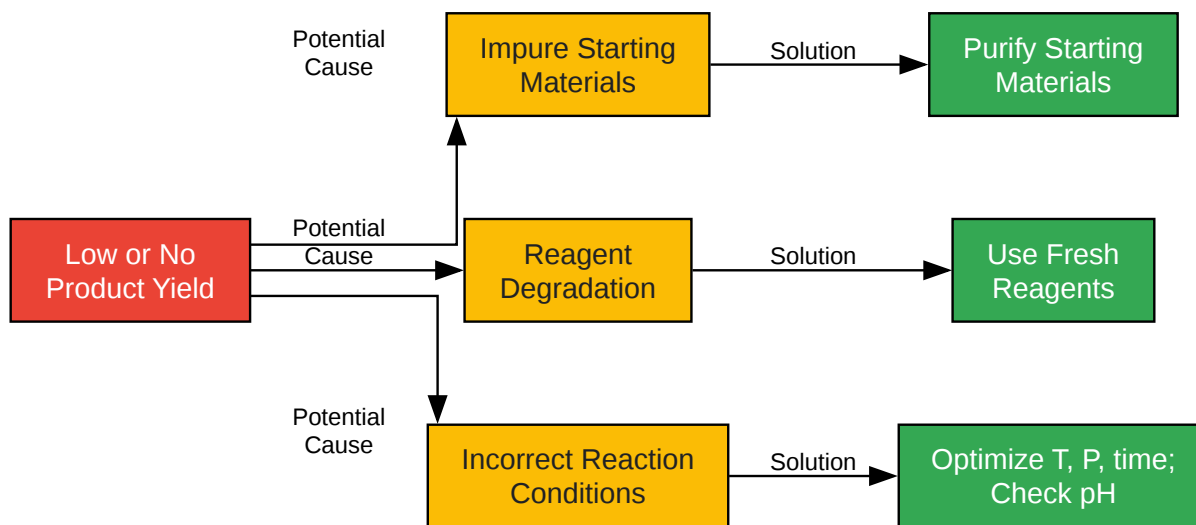 Potential
Cause
Impure Starting
Materials
Solution
Purify Starting
Materials
Low or No
Product Yield
Potential
Cause
Reagent
Degradation
Solution
Use Fresh
Reagents
Potential
Cause
Incorrect Reaction
Conditions
Solution
Optimize T, P, time;
Check pH